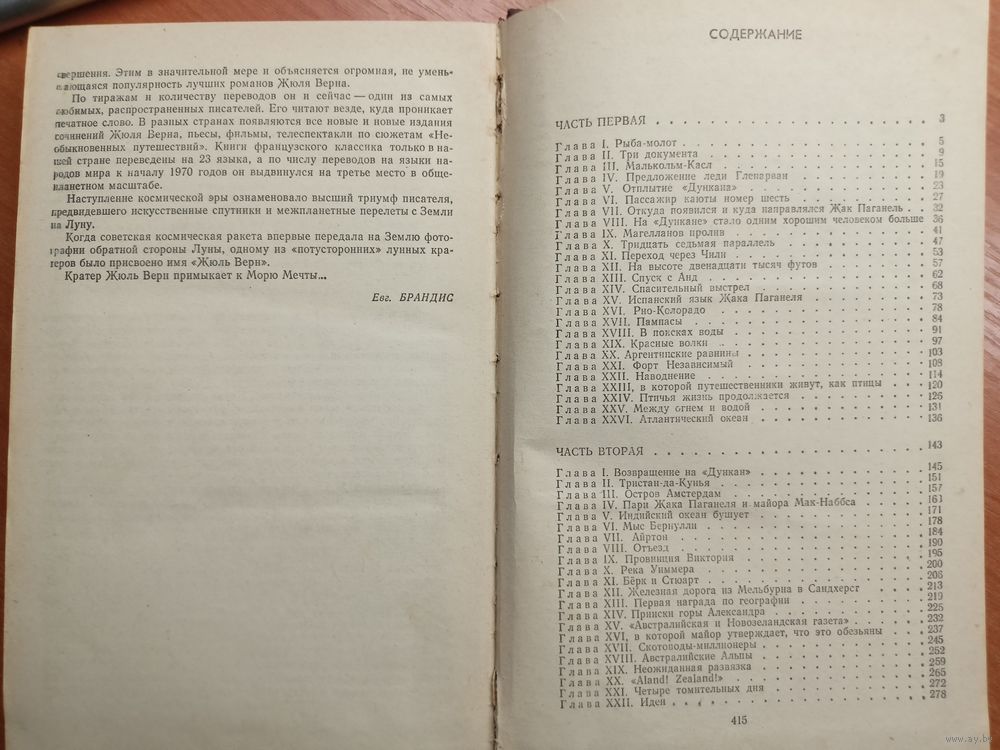 вершения. Этим в значительной мере и объясняется огромная, не умень-
шающаяся популярность лучших романов Жюля Верна.
По тиражам и количеству переводов он и сейчас — один из самых
любимых, распространенных писателей. Его читают везде, куда проникает
печатное слово. В разных странах появляются все новые и новые издания
сочинений Жюля Верна, пьесы, фильмы, телеспектакли по сюжетам «Не-
обыкновенных путешествий». Книги французского классика только в на-
шей стране переведены на 23 языка, а по числу переводов на языки на-
родов мира к началу 1970 годов он выдвинулся на третье место в обще-
планетном масштабе.
Наступление космической эры ознаменовало высший триумф писателя,
предвидевшего искусственные спутники и межпланетные перелеты с Земли
на Луну.
Когда советская космическая ракета впервые передала на Землю фото-
графии обратной стороны Луны, одному из «потусторонних» лунных кра-
теров было присвоено имя «Жюль Верн».
Кратер Жюль Верн примыкает к Морю Мечты...
Евг. БРАНДИС
СОДЕРЖАНИЕ
ЧАСТЬ ПЕРВАЯ . . . 3
Глава I. Рыба-молот . . . 5
Глава II. Три документа . . . 9
Глава III. Малькольм-Касл . . . 15
Глава IV. Предложение леди Гленарван . . . 19
Глава V. Отплытие «Дункана» . . . 23
Глава VI. Пассажир каюты номер шесть . . . 27
Глава VII. Откуда появился и куда направлялся Жак Паганель . 32
Глава VIII. На «Дункане» стало одним хорошим человеком больше 36
Глава IX. Магелланов пролив . . . 41
Глава X. Тридцать седьмая параллель . . . 47
Глава XI. Переход через Чили . . . 53
Глава XII. На высоте двенадцати тысяч футов . . . 57
Глава XIII. Спуск с Анд . . . 62
Глава XIV. Спасительный выстрел . . . 68
Глава XV. Испанский язык Жака Паганеля . . . 73
Глава XVI. Рио-Колорадо . . . 78
Глава XVII. Пампасы . . . 84
Глава XVIII. В поисках воды . . . 91
Глава XIX. Красные волки . . . 97
Глава XX. Аргентинские равнины . . . 103
Глава XXI. Форт Независимый . . . 108
Глава XXII. Наводнение . . . 114
Глава XXIII, в которой путешественники живут, как птицы . . . 120
Глава XXIV. Птичья жизнь продолжается . . . 126
Глава XXV. Между огнем и водой . . . 131
Глава XXVI. Атлантический океан . . . 136
ЧАСТЬ ВТОРАЯ . . . 143
Глава I. Возвращение на «Дункан» . . . 145
Глава II. Тристан-да-Кунья . . . 151
Глава III. Остров Амстердам . . . 157
Глава IV. Пари Жака Паганеля и майора Мак-Наббса . . . 161
Глава V. Индийский океан бушует . . . 171
Глава VI. Мыс Бернулли . . . 178
Глава VII. Айртон . . . 184
Глава VIII. Отъезд . . . 190
Глава IX. Провинция Виктория . . . 195
Глава X. Река Уиммера . . . 200
Глава XI. Бёрк и Стюарт . . . 206
Глава XII. Железная дорога из Мельбурна в Сандхерст . . . 213
Глава XIII. Первая награда по географии . . . 219
Глава XIV. Прииски горы Александра . . . 225
Глава XV. «Австралийская и Новозеландская газета» . . . 232
Глава XVI, в которой майор утверждает, что это обезьяны . . . 237
Глава XVII. Скотоводы-миллионеры . . . 245
Глава XVIII. Австралийские Альпы . . . 252
Глава XIX. Неожиданная развязка . . . 259
Глава XX. «Aland! Zealand!» . . . 265
Глава XXI. Четыре томительных дня . . . 272
Глава XXII. Иден . . . 278
415
www.ay.by